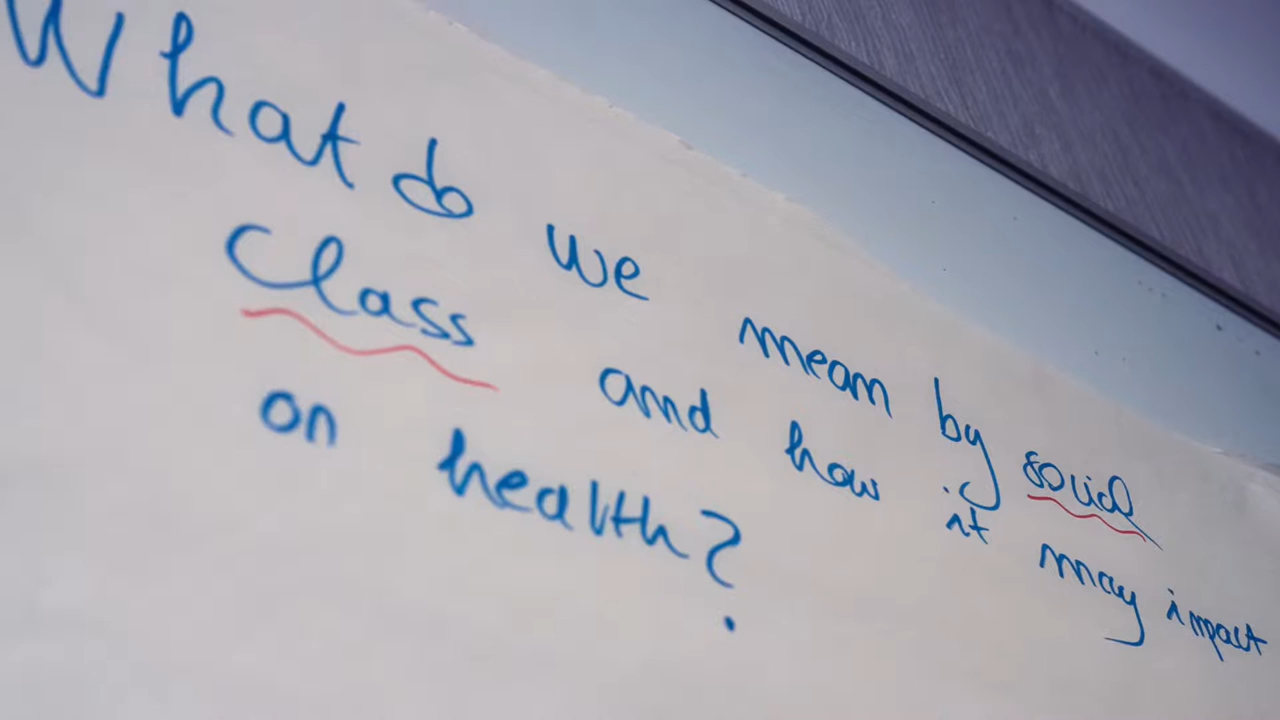 What do we mean by social
class and how it may impact
on health?